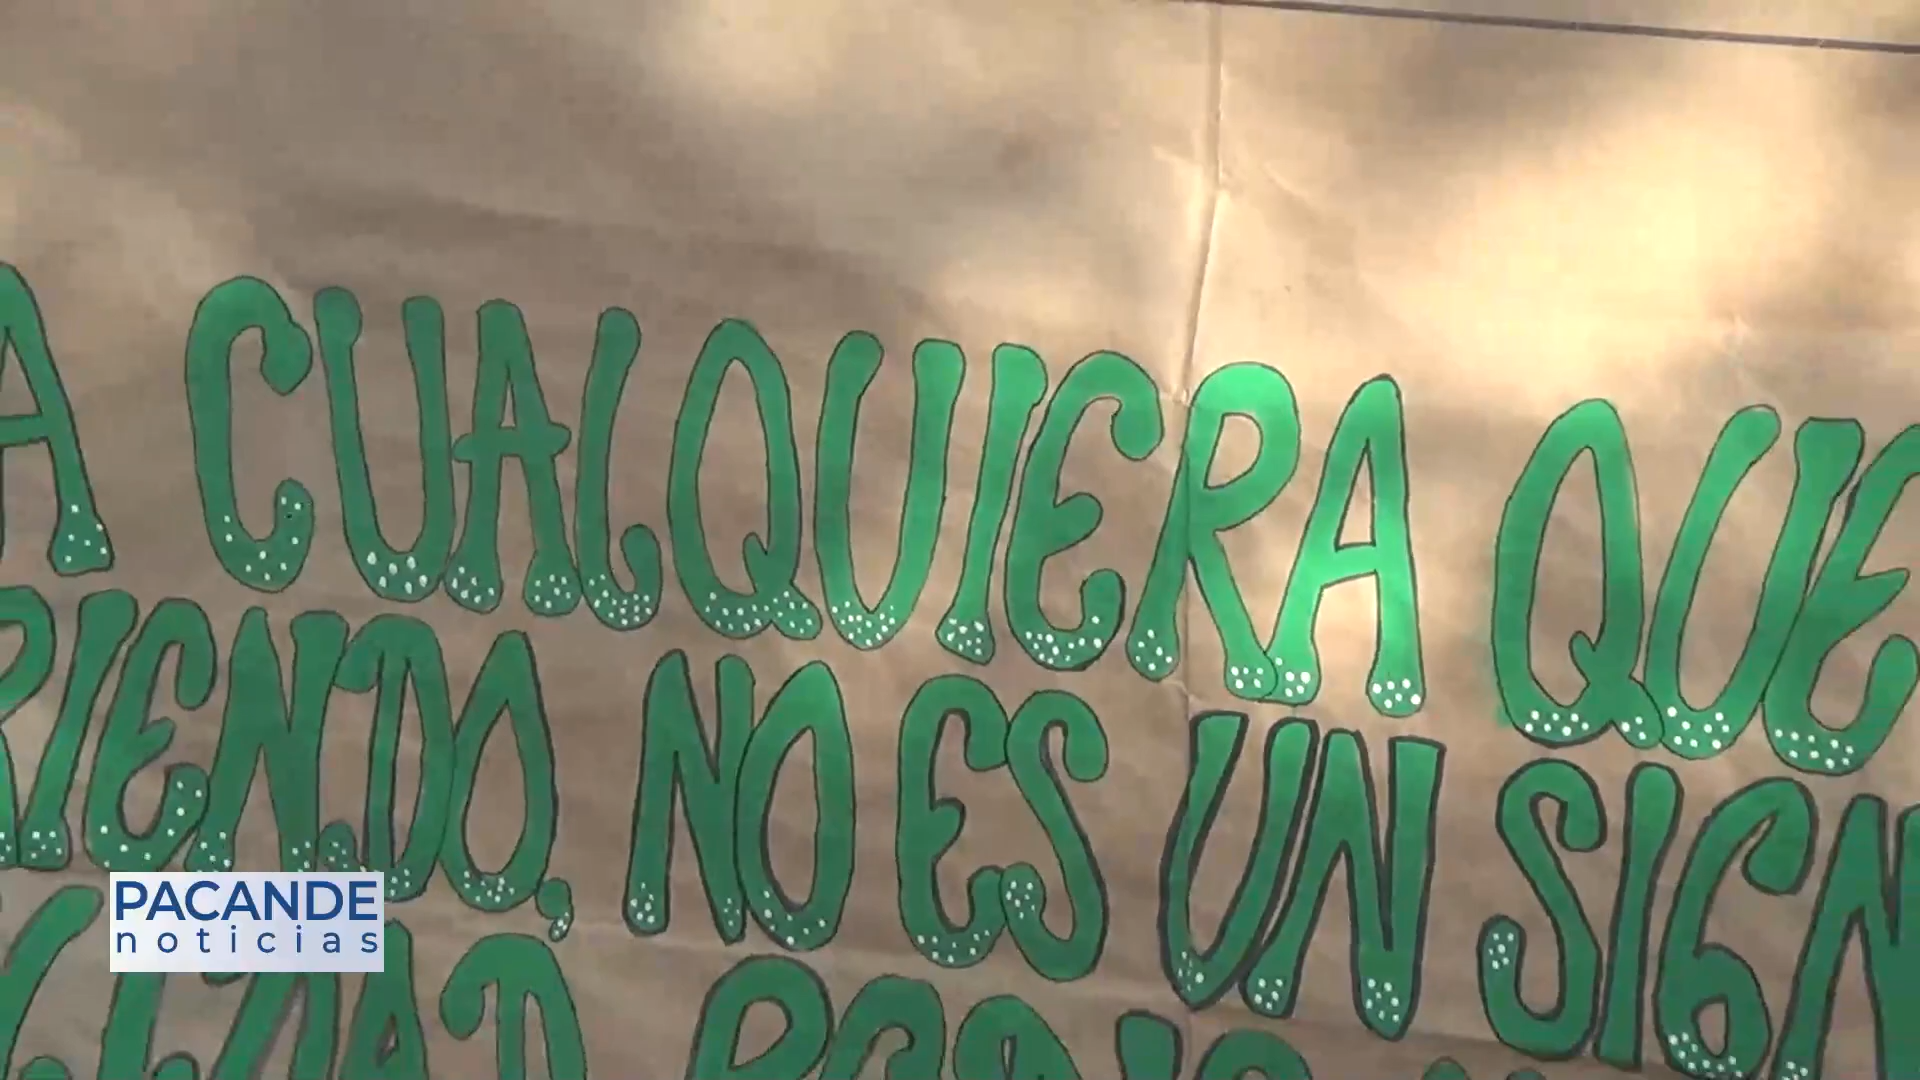 A CUALQUIERA QUE
RIENDO, NO ES UN SIGN
PACANDE
noticias